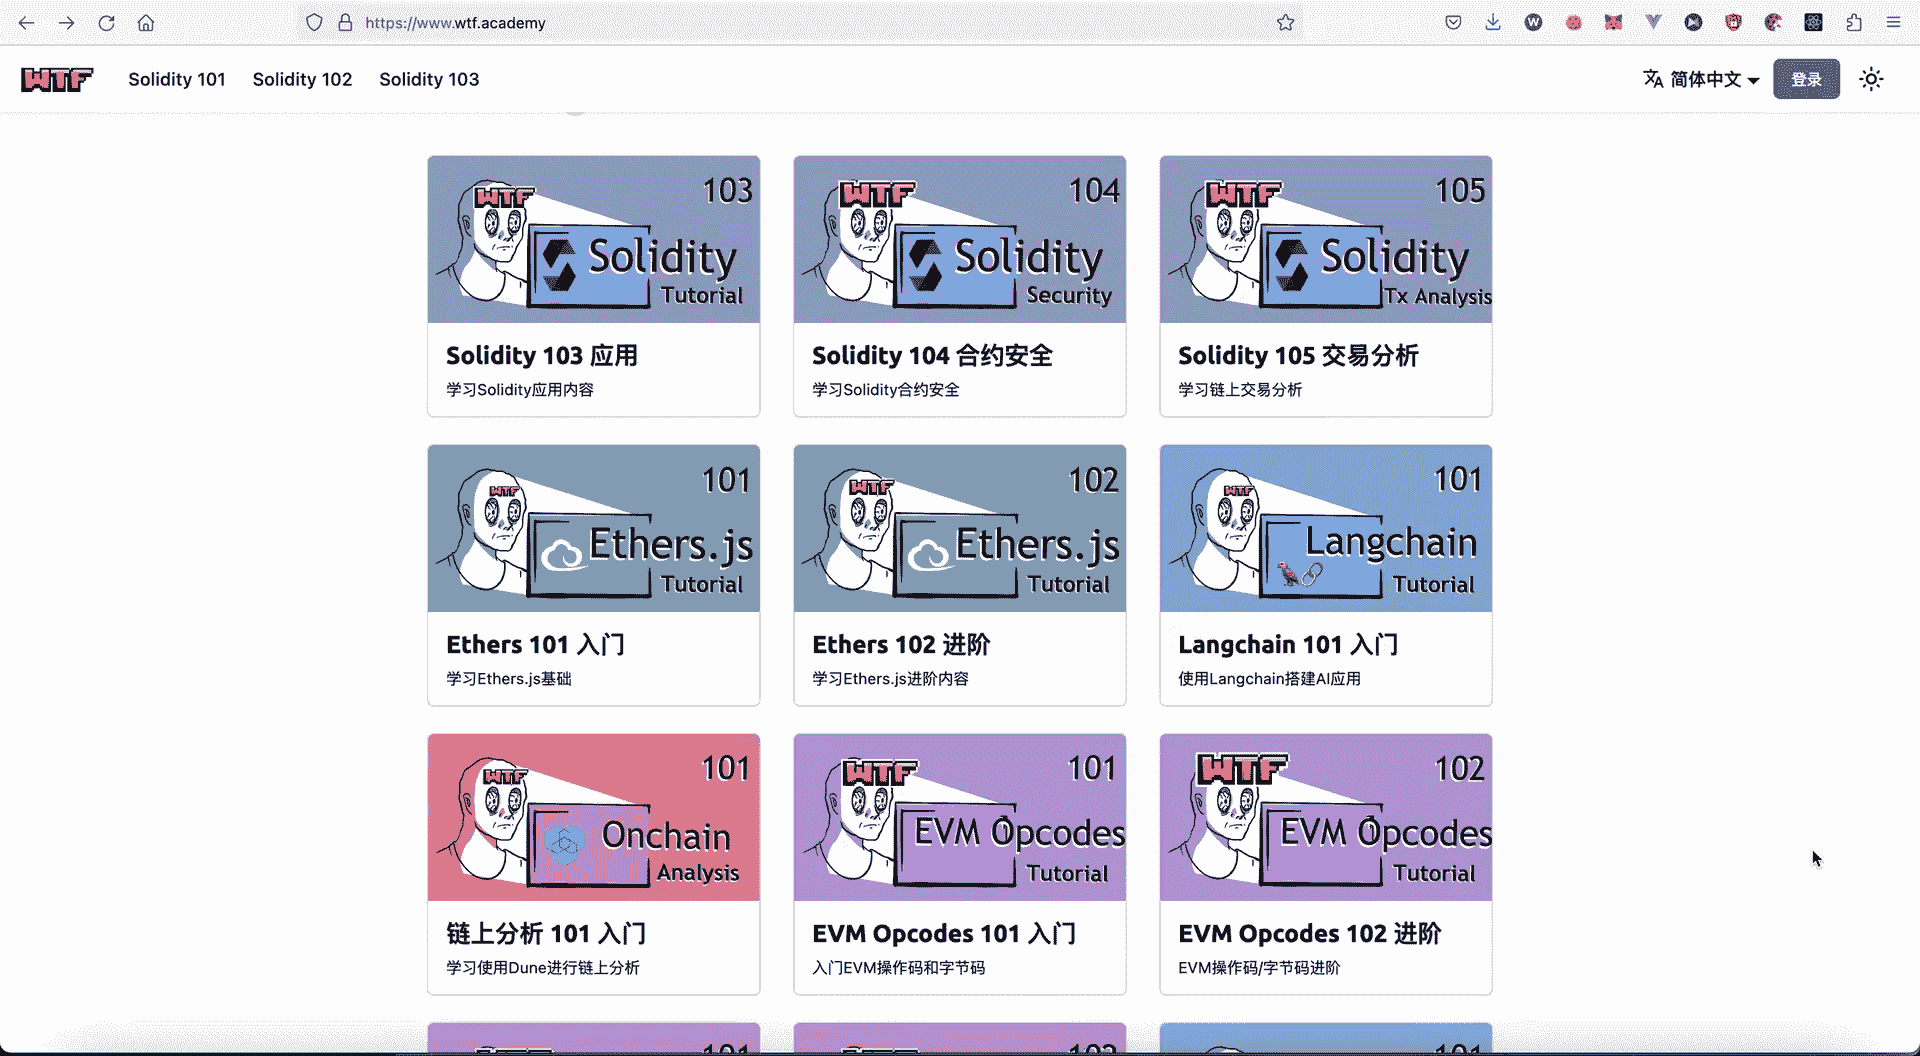 https://www.wtf.academy
W
WTF
Solidity 101
Solidity 102
Solidity 103
简体中文
登录
WTF
103
Solidity
Tutorial
Solidity 103 应用
学习Solidity应用内容
WTF
104
Solidity
Security
Solidity 104 合约安全
学习Solidity合约安全
WTF
105
Solidity
Tx Analysis
Solidity 105 交易分析
学习链上交易分析
WTF
101
Ethers.js
Tutorial
Ethers 101 入门
学习Ethers.js基础
WTF
102
Ethers.js
Tutorial
Ethers 102 进阶
学习Ethers.js进阶内容
WTF
101
Langchain
Tutorial
Langchain 101 入门
使用Langchain搭建AI应用
WTF
101
Onchain
Analysis
链上分析 101 入门
学习使用Dune进行链上分析
WTF
101
EVM Opcodes
Tutorial
EVM Opcodes 101 入门
入门EVM操作码和字节码
WTF
102
EVM Opcodes
Tutorial
EVM Opcodes 102 进阶
EVM操作码/字节码进阶
101
102
101